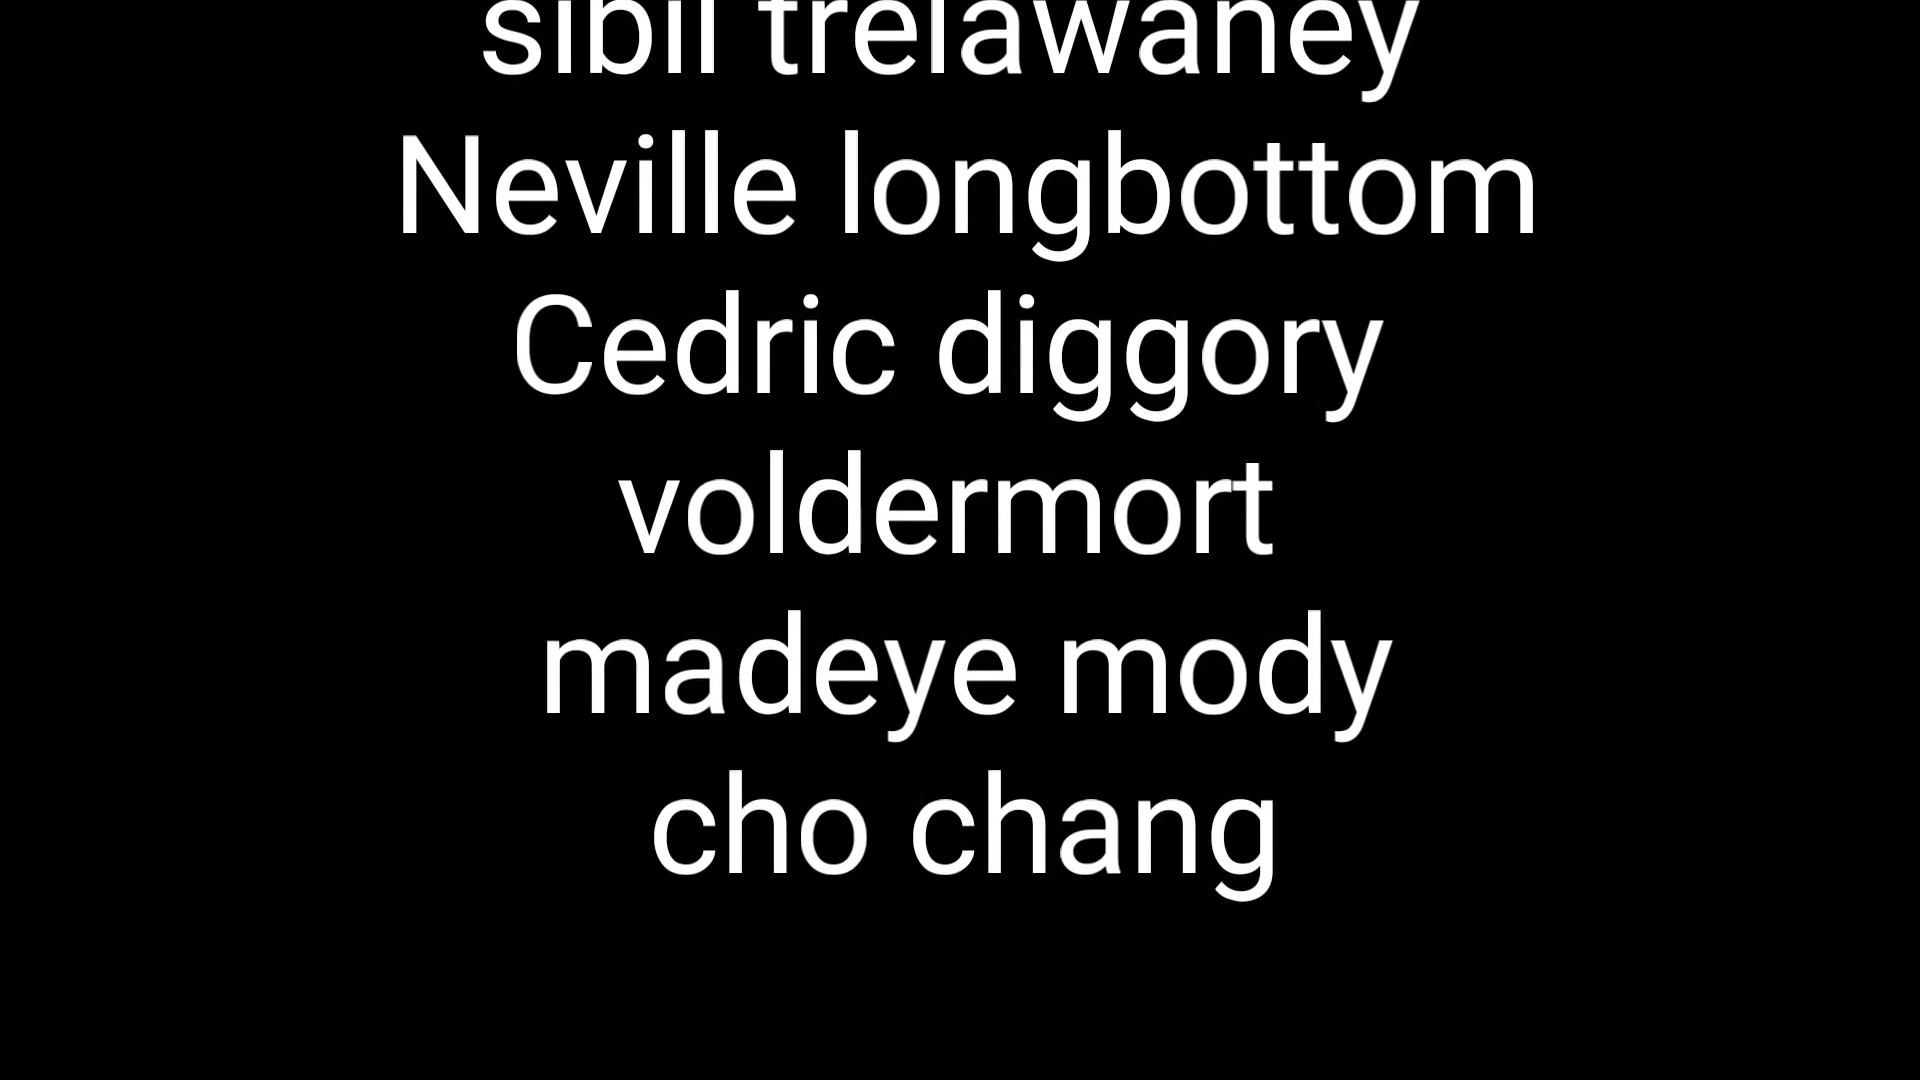 sibil trelawaney
Neville longbottom
Cedric diggory
voldermort
madeye mody
cho chang